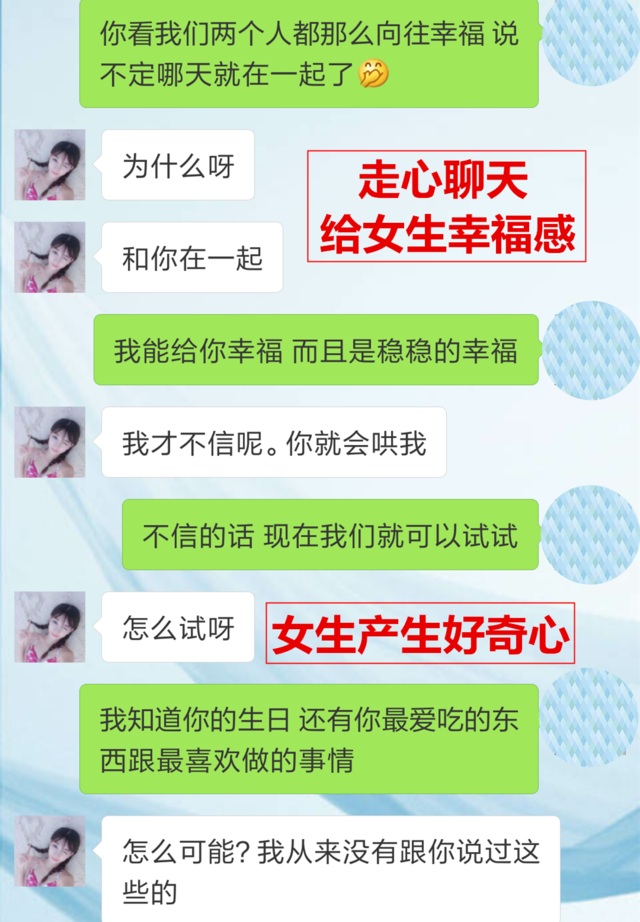 你看我们两个人都那么向往幸福 说
不定哪天就在一起了🤭
为什么呀
走心聊天
给女生幸福感
和你在一起
我能给你幸福 而且是稳稳的幸福
我才不信呢。你就会哄我
不信的话 现在我们就可以试试
怎么试呀
女生产生好奇心
我知道你的生日 还有你最爱吃的东
西跟最喜欢做的事情
怎么可能? 我从来没有跟你说过这
些的